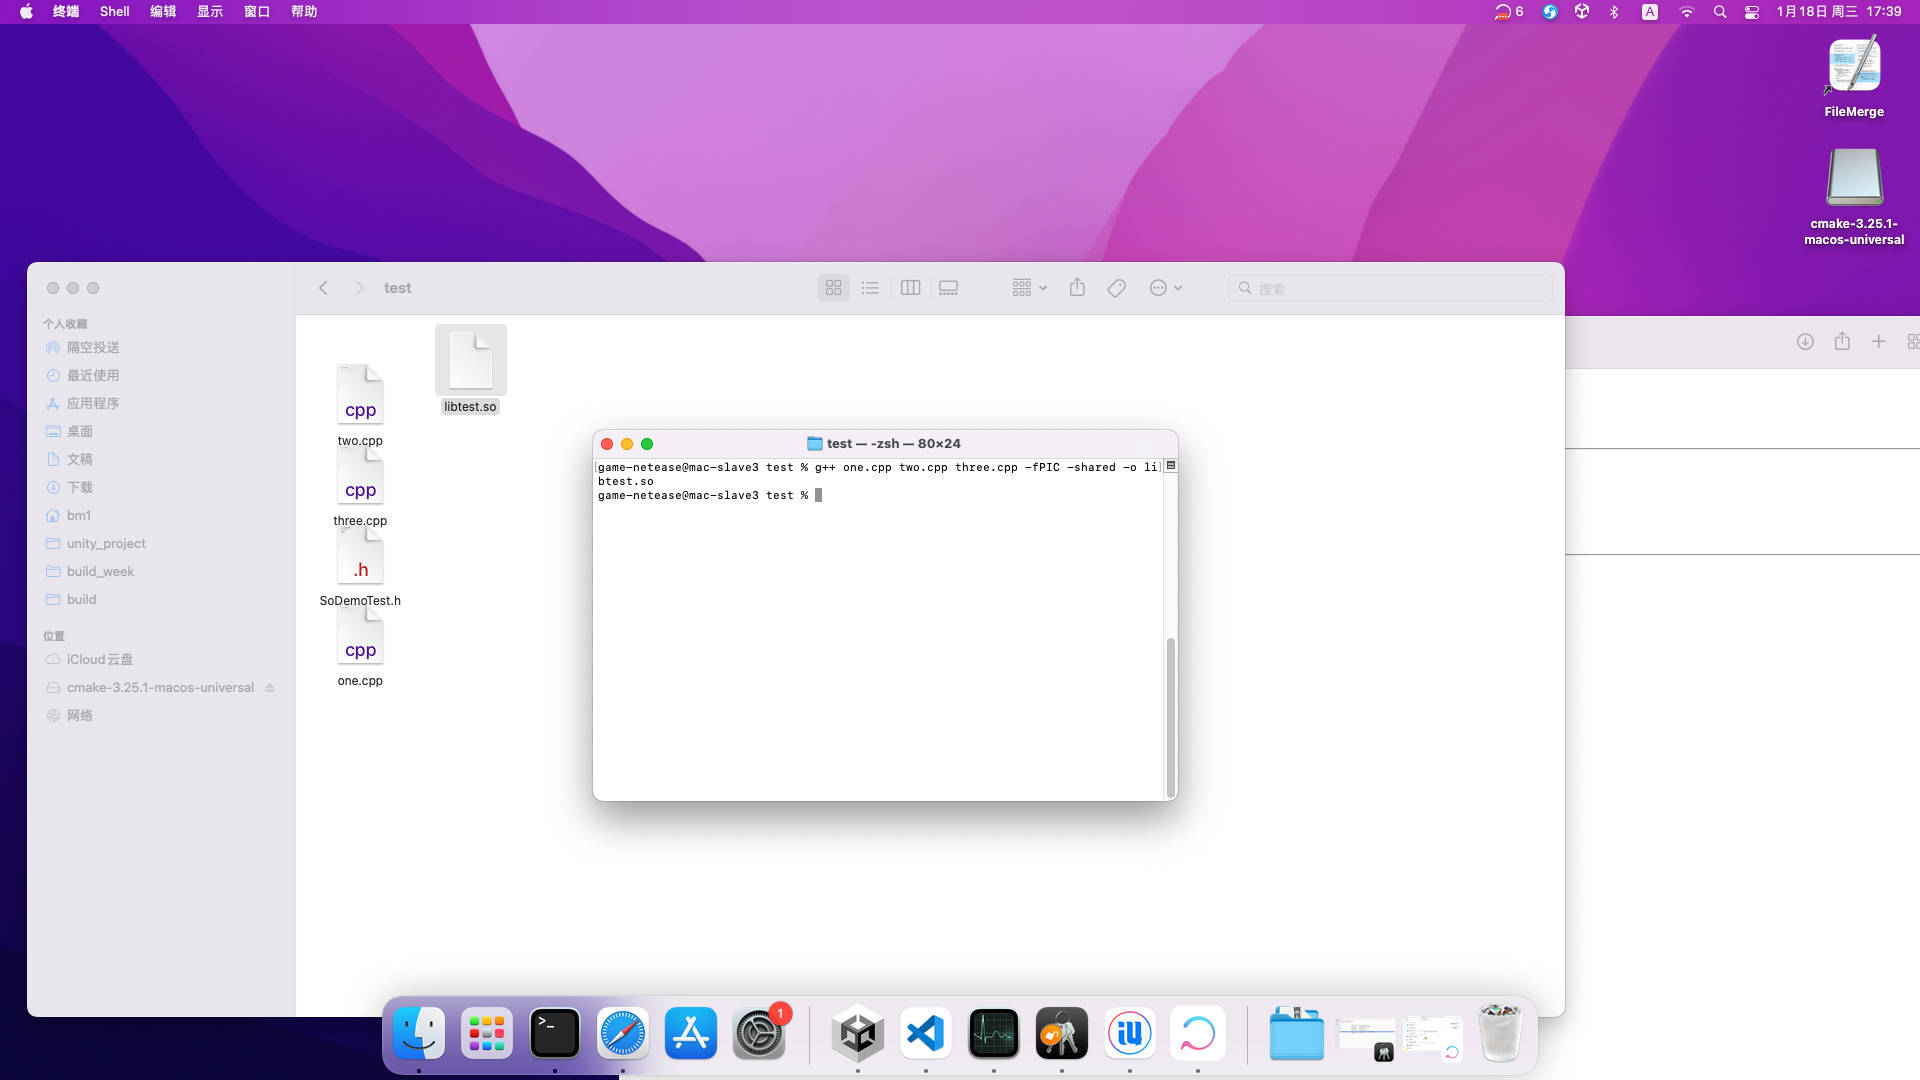 终端 Shell 编辑 显示 窗口 帮助
6 A 1月18日 周三 17:39
FileMerge
cmake-3.25.1-
macos-universal
test
搜索
个人收藏
隔空投送
最近使用
应用程序
桌面
文稿
下载
bm1
unity_project
build_week
build
位置
iCloud云盘
cmake-3.25.1-macos-universal
网络
cpp
two.cpp
cpp
three.cpp
.h
SoDemoTest.h
cpp
one.cpp
libtest.so
test — -zsh — 80×24
[game-netease@mac-slave3 test % g++ one.cpp two.cpp three.cpp -fPIC -shared -o li]
btest.so
game-netease@mac-slave3 test %
>_
1